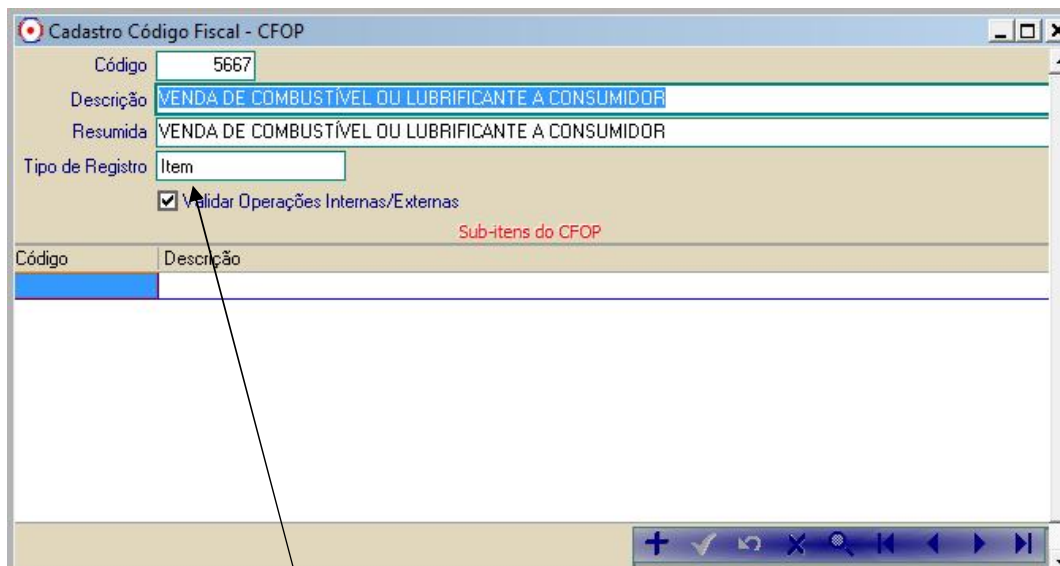 Cadastro Código Fiscal - CFOP
Código 5667
Descrição VENDA DE COMBUSTÍVEL OU LUBRIFICANTE A CONSUMIDOR
Resumida VENDA DE COMBUSTÍVEL OU LUBRIFICANTE A CONSUMIDOR
Tipo de Registro Item
Validar Operações Internas/Externas
Sub-itens do CFOP
Código Descrição